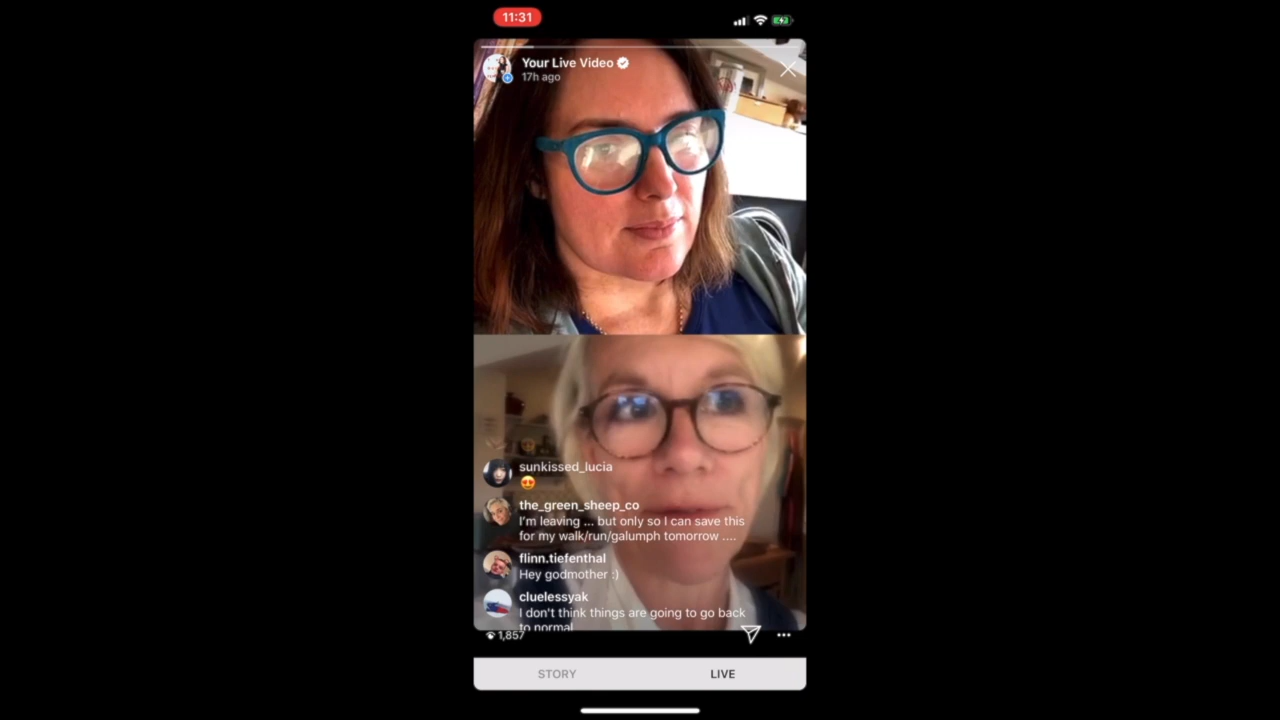 11:31
Your Live Video
17h ago
sunkissed_lucia
😍
the_green_sheep_co
I'm leaving ... but only so I can save this
for my walk/run/galumph tomorrow ....
flinn.tiefenthal
Hey godmother :)
cluelessyak
I don't think things are going to go back
to normal
1,857
STORY
LIVE